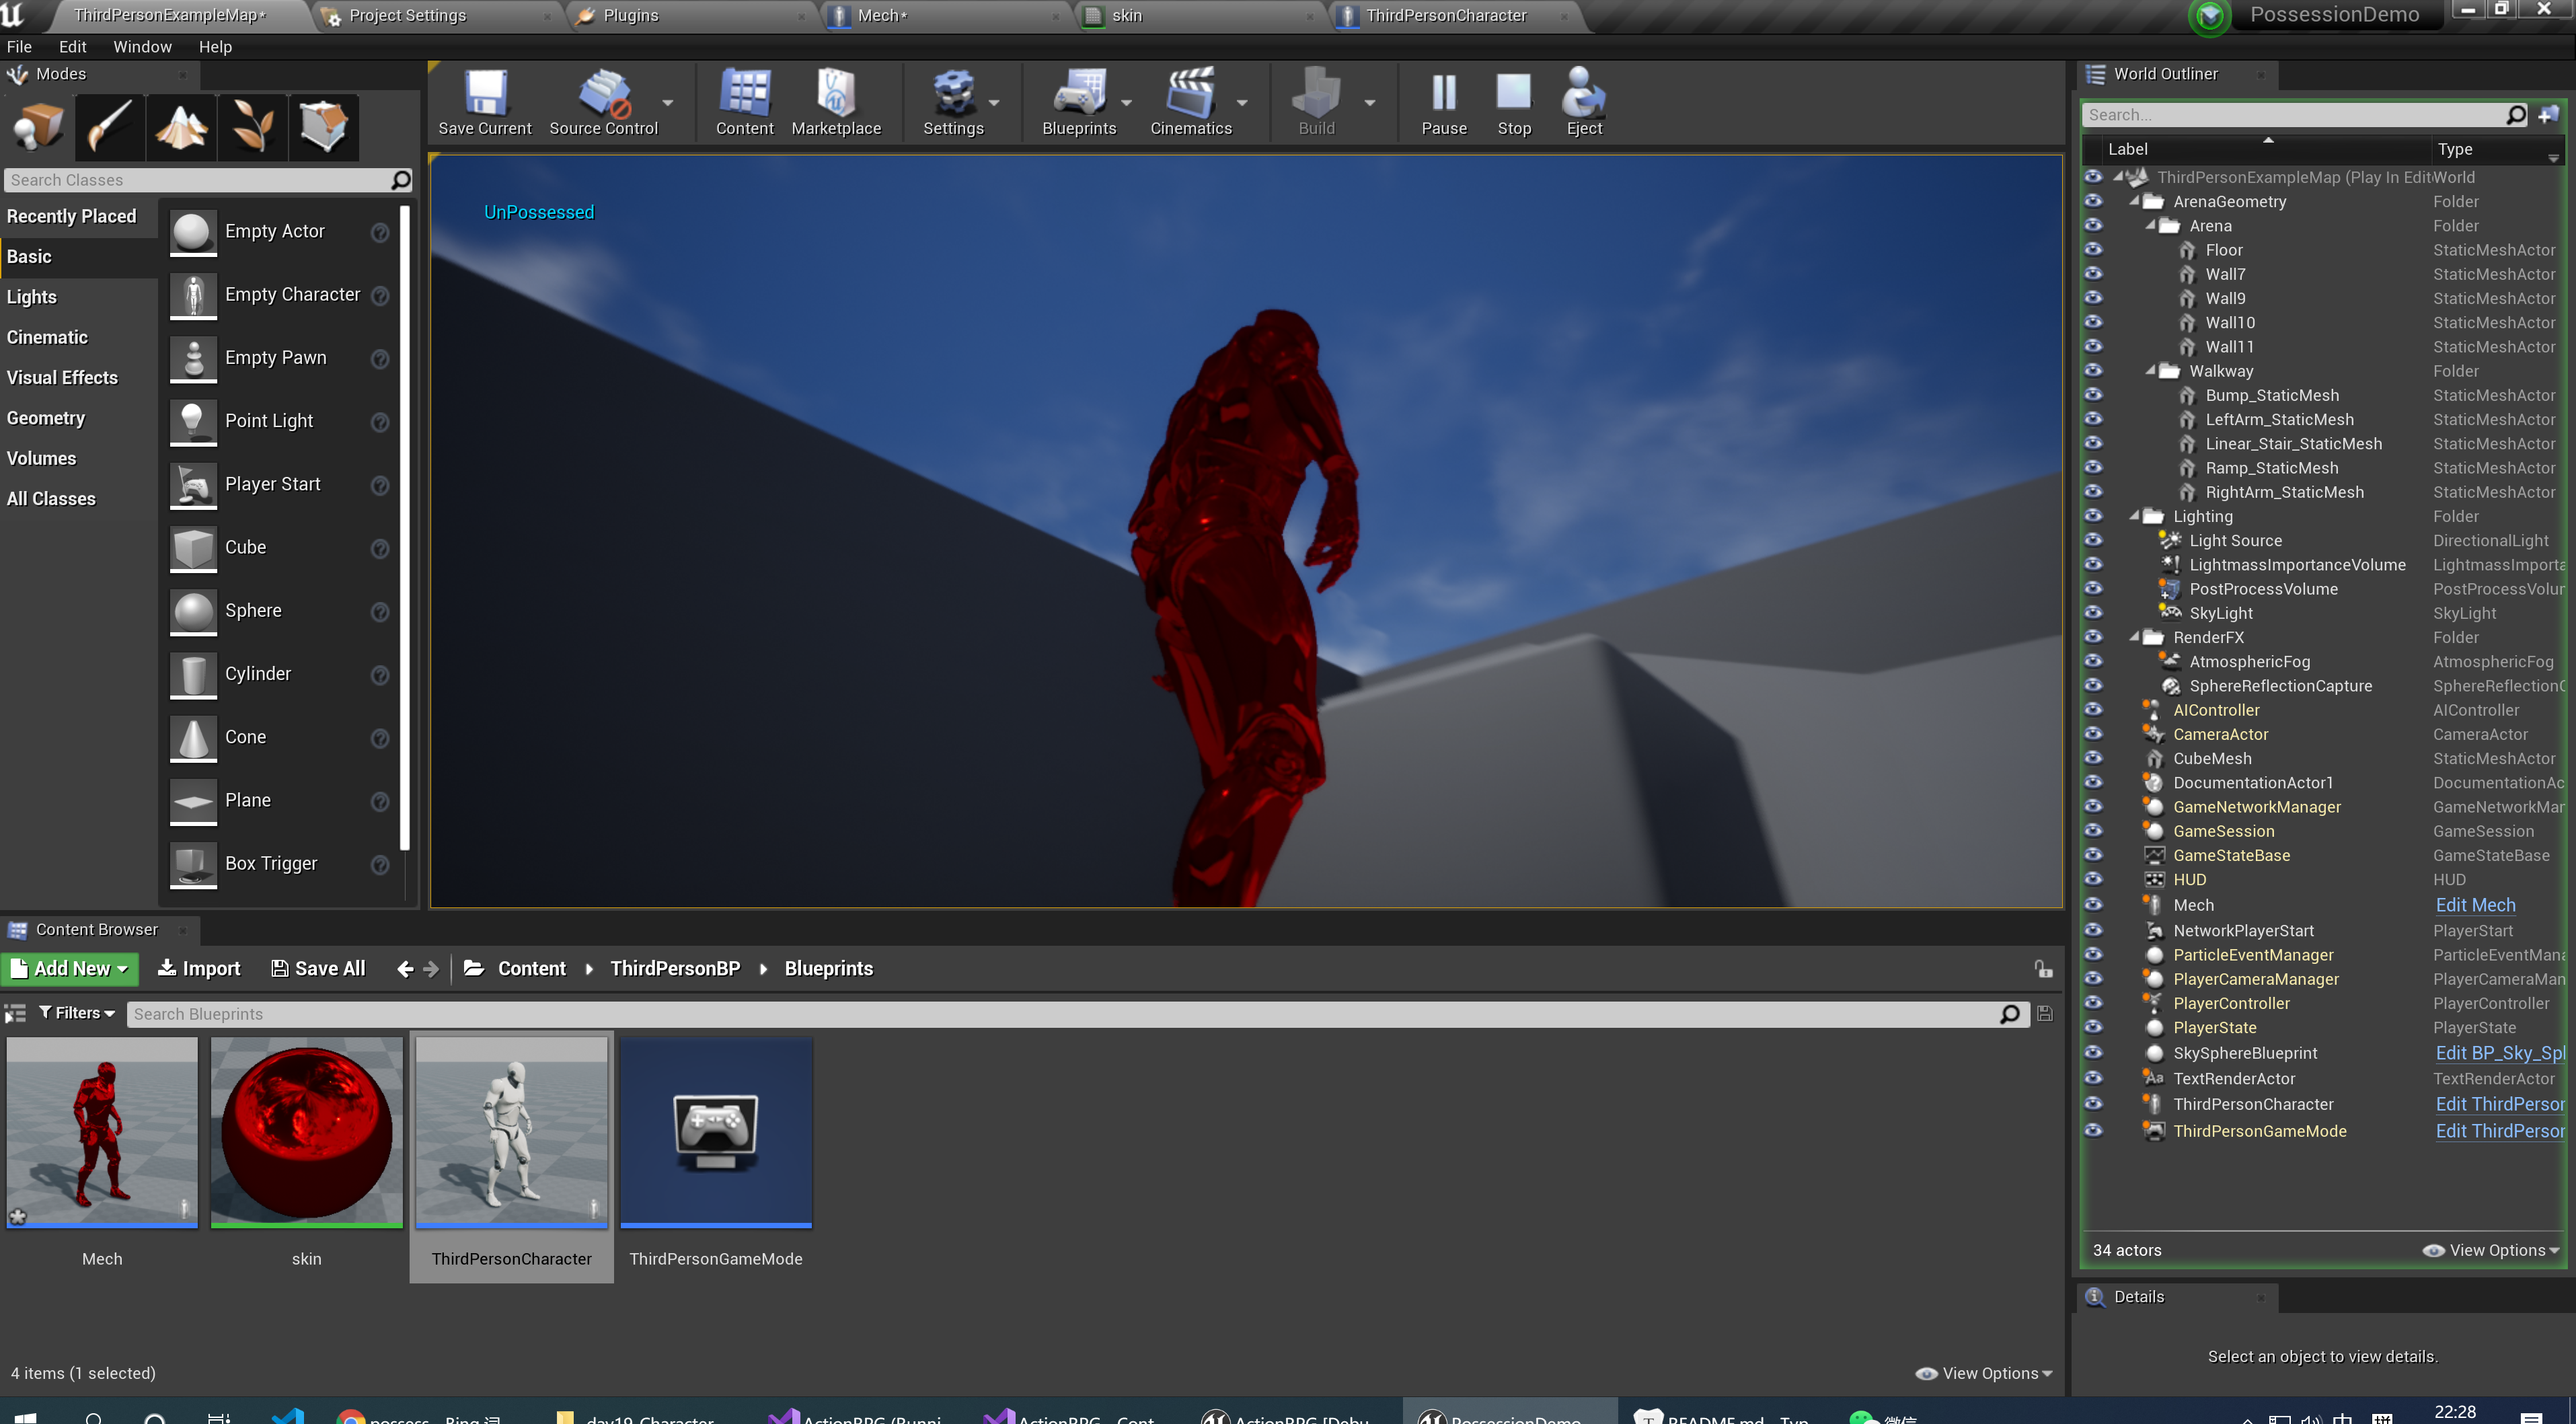 ThirdPersonExampleMap*
Project Settings
Plugins
Mech*
skin
ThirdPersonCharacter
PossessionDemo
File Edit Window Help
Modes
Search Classes
Recently Placed
Basic
Lights
Cinematic
Visual Effects
Geometry
Volumes
All Classes
Empty Actor
Empty Character
Empty Pawn
Point Light
Player Start
Cube
Sphere
Cylinder
Cone
Plane
Box Trigger
Save Current
Source Control
Content
Marketplace
Settings
Blueprints
Cinematics
Build
Pause
Stop
Eject
UnPossessed
World Outliner
Search...
Label Type
ThirdPersonExampleMap (Play In Edit World
ArenaGeometry Folder
Arena Folder
Floor StaticMeshActor
Wall7 StaticMeshActor
Wall9 StaticMeshActor
Wall10 StaticMeshActor
Wall11 StaticMeshActor
Walkway Folder
Bump_StaticMesh StaticMeshActor
LeftArm_StaticMesh StaticMeshActor
Linear_Stair_StaticMesh StaticMeshActor
Ramp_StaticMesh StaticMeshActor
RightArm_StaticMesh StaticMeshActor
Lighting Folder
Light Source DirectionalLight
LightmassImportanceVolume LightmassImporta
PostProcessVolume PostProcessVolur
SkyLight SkyLight
RenderFX Folder
AtmosphericFog AtmosphericFog
SphereReflectionCapture SphereReflectionC
AIController AIController
CameraActor CameraActor
CubeMesh StaticMeshActor
DocumentationActor1 DocumentationAc
GameNetworkManager GameNetworkMar
GameSession GameSession
GameStateBase GameStateBase
HUD HUD
Mech Edit Mech
NetworkPlayerStart PlayerStart
ParticleEventManager ParticleEventMana
PlayerCameraManager PlayerCameraMan
PlayerController PlayerController
PlayerState PlayerState
SkySphereBlueprint Edit BP_Sky_Spl
TextRenderActor TextRenderActor
ThirdPersonCharacter Edit ThirdPersor
ThirdPersonGameMode Edit ThirdPersor
34 actors
View Options
Details
Select an object to view details.
Content Browser
Add New Import Save All Content ThirdPersonBP Blueprints
Filters
Search Blueprints
Mech
skin
ThirdPersonCharacter
ThirdPersonGameMode
4 items (1 selected)
View Options
possess - Bing
day19-Character
ActionRPG (Runni
ActionRPG - Cont
ActionRPG [Debu
PossessionDemo
README.md - Typ
微信
中
拼
22:28